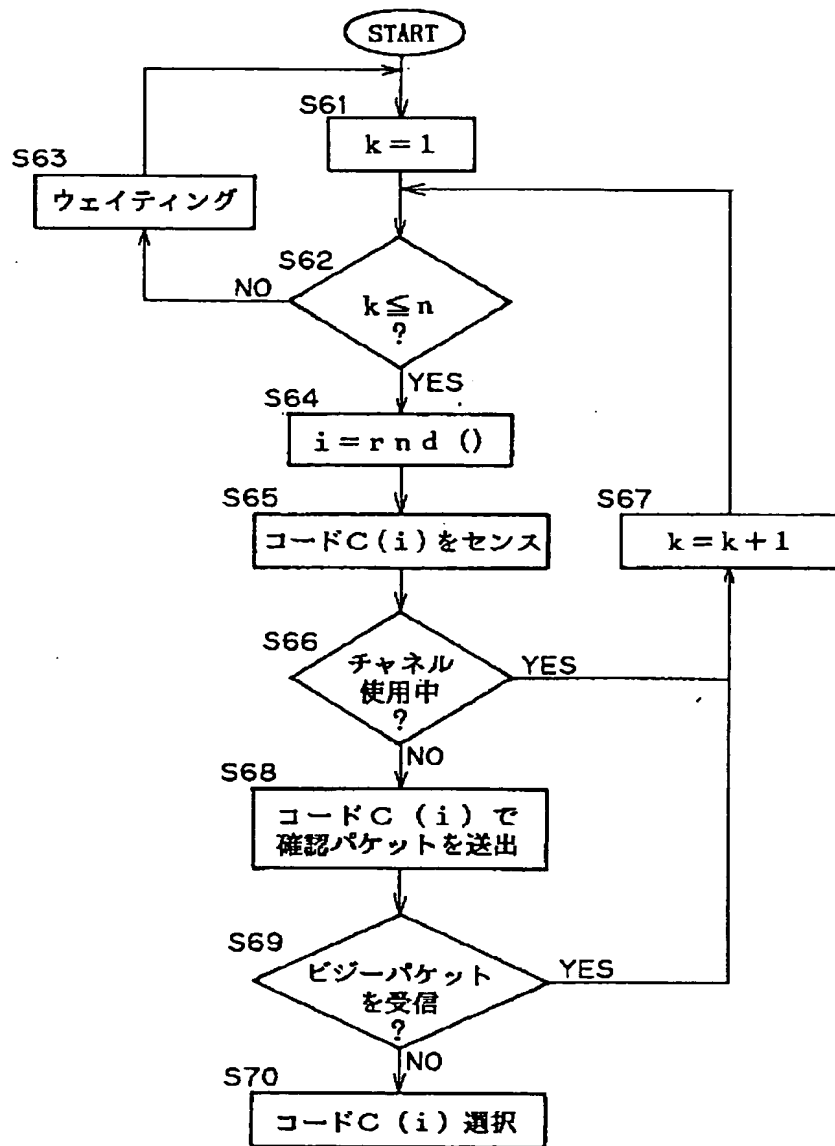 START
S61
k=1
S63
ウェイティング
S62
NO
k≦n
?
YES
S64
i=rnd ()
S65
コードC(i)をセンス
S67
k=k+1
S66
チャネル
使用中
?
YES
NO
S68
コードC (i) で
確認パケットを送出
S69
ビジーパケット
を受信
?
YES
NO
S70
コードC (i) 選択